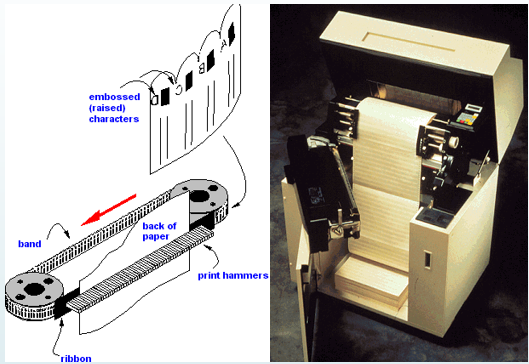 embossed
(raised)
characters
D
C
B
A
back of
paper
band
print hammers
ribbon